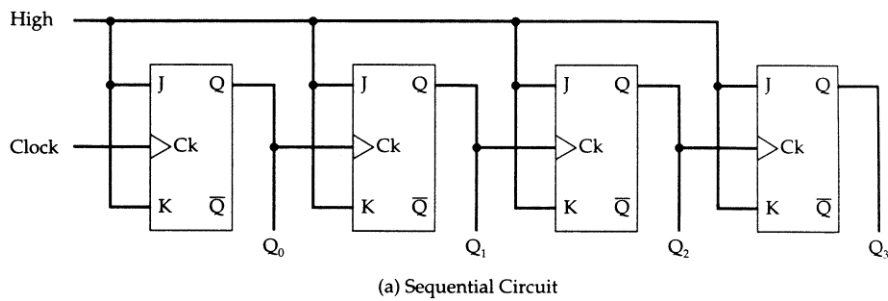 High
J Q J Q J Q J Q
Clock Ck Ck Ck Ck
K Q̅ K Q̅ K Q̅ K Q̅
Q₀ Q₁ Q₂ Q₃
(a) Sequential Circuit